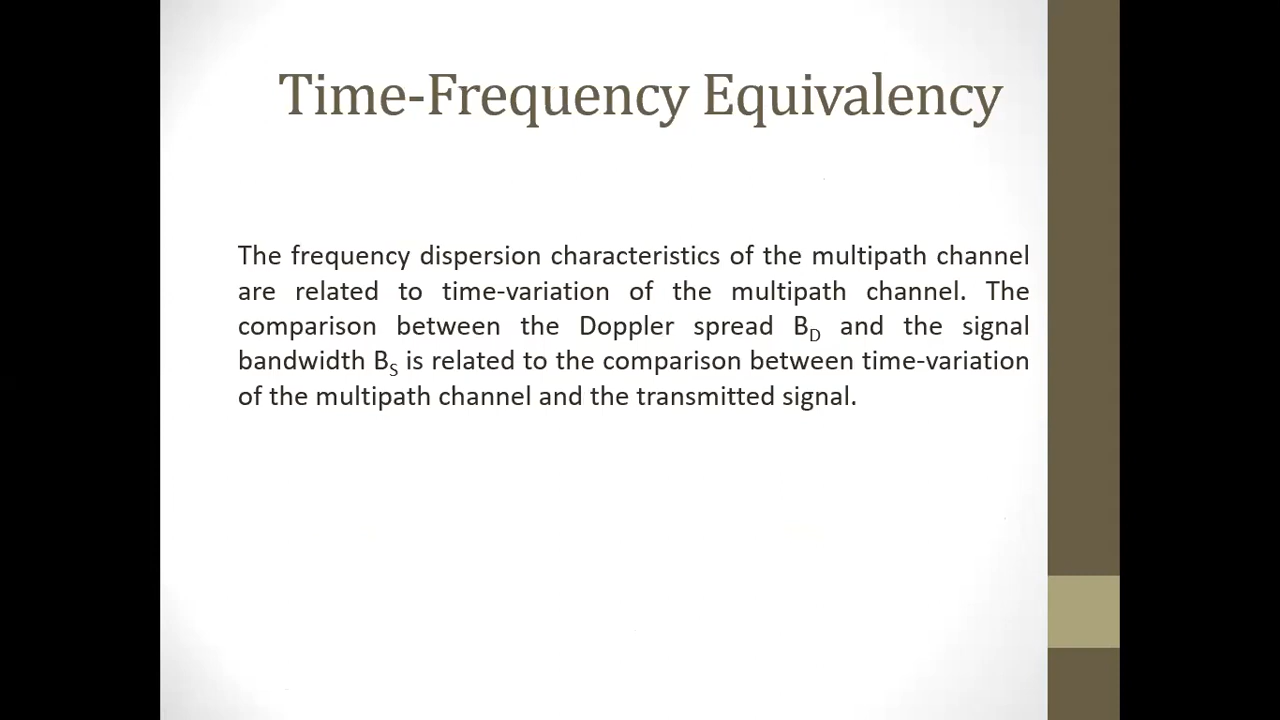 Time-Frequency Equivalency
The frequency dispersion characteristics of the multipath channel
are related to time-variation of the multipath channel. The
comparison between the Doppler spread B_D and the signal
bandwidth B_S is related to the comparison between time-variation
of the multipath channel and the transmitted signal.